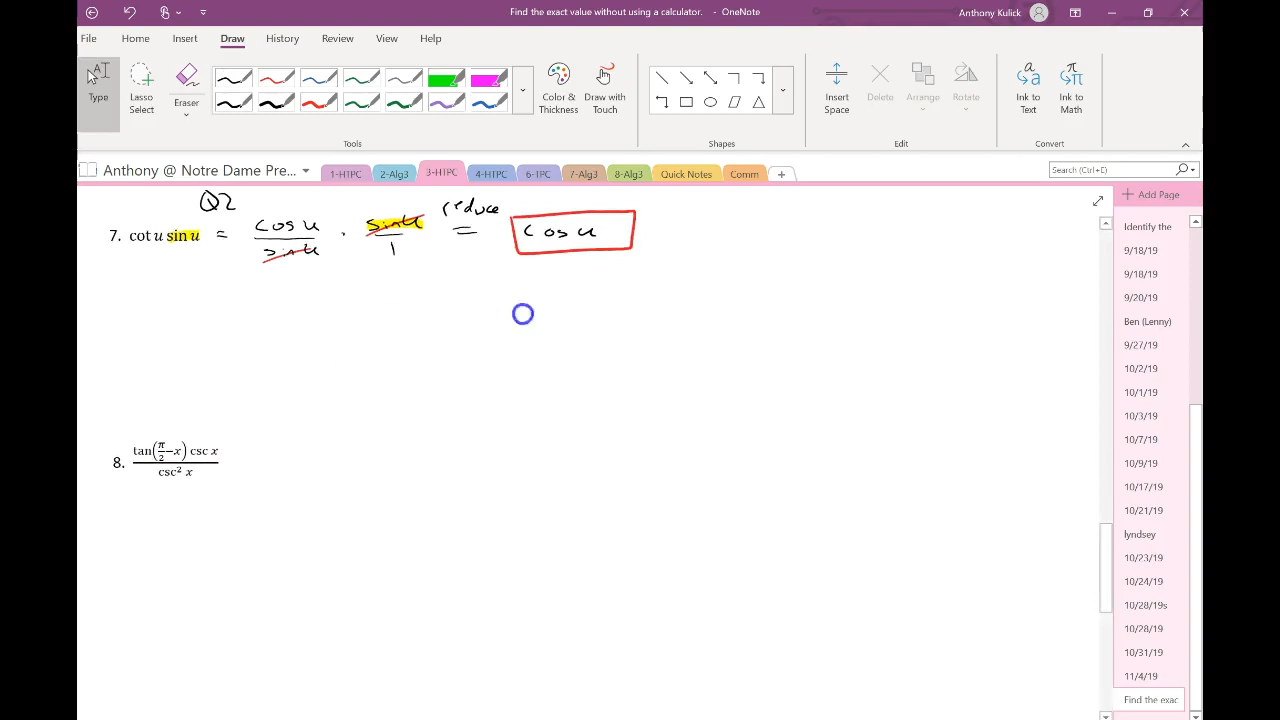 Find the exact value without using a calculator. - OneNote
Anthony Kulick
File Home Insert Draw History Review View Help
Type
Lasso Select
Eraser
Color & Thickness
Draw with Touch
Insert Space
Delete
Arrange
Rotate
Ink to Text
Ink to Math
Tools
Shapes
Edit
Convert
Anthony @ Notre Dame Pre...
1-HTPC 2-Alg3 3-HTPC 4-HTPC 6-TPC 7-Alg3 8-Alg3 Quick Notes Comm
Search (Ctrl+E)
Add Page
Q2
7. cot u sin u = cos u / sin u · sin u / 1 reduce = cos u
8. tan(π/2 − x) csc x / csc² x
Identify the
9/18/19
9/18/19
9/20/19
Ben (Lenny)
9/27/19
10/2/19
10/1/19
10/3/19
10/7/19
10/9/19
10/17/19
10/21/19
lyndsey
10/23/19
10/24/19
10/28/19s
10/28/19
10/31/19
11/4/19
Find the exac